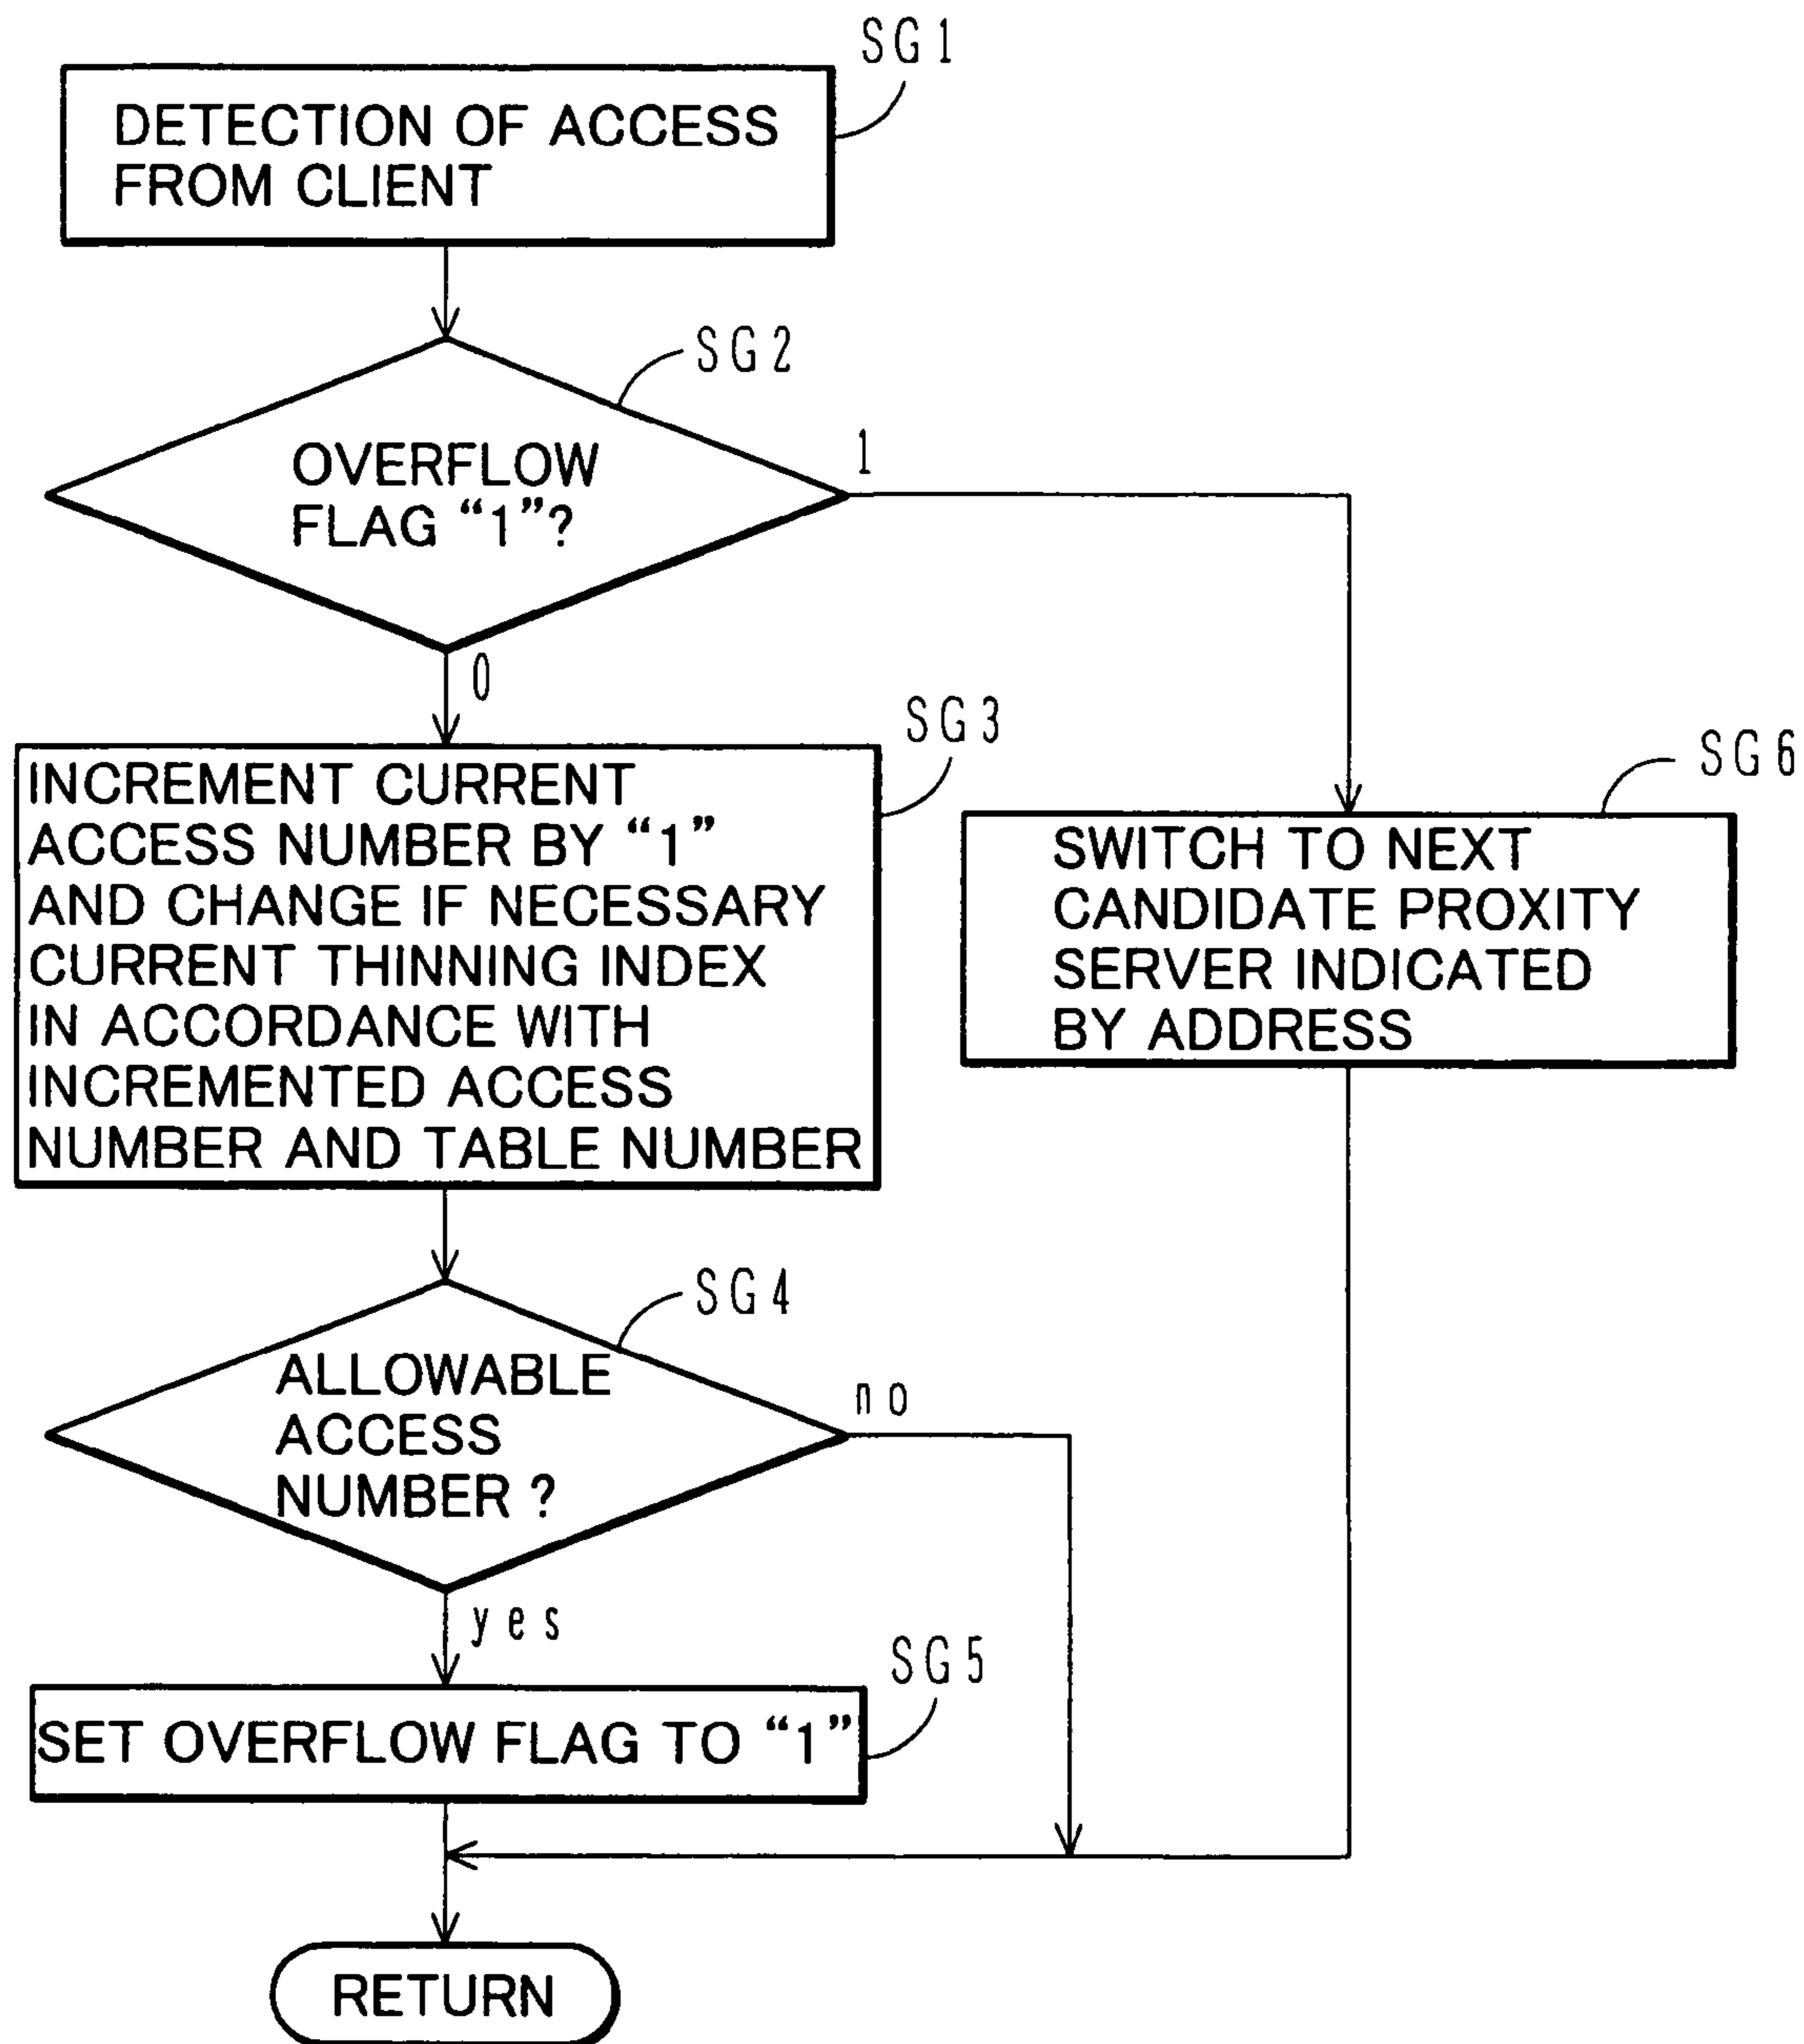 SG1
DETECTION OF ACCESS
FROM CLIENT
SG2
OVERFLOW
FLAG “1”?
1
0
SG3
INCREMENT CURRENT
ACCESS NUMBER BY “1”
AND CHANGE IF NECESSARY
CURRENT THINNING INDEX
IN ACCORDANCE WITH
INCREMENTED ACCESS
NUMBER AND TABLE NUMBER
SG6
SWITCH TO NEXT
CANDIDATE PROXITY
SERVER INDICATED
BY ADDRESS
SG4
ALLOWABLE
ACCESS
NUMBER ?
no
yes
SG5
SET OVERFLOW FLAG TO “1”
RETURN